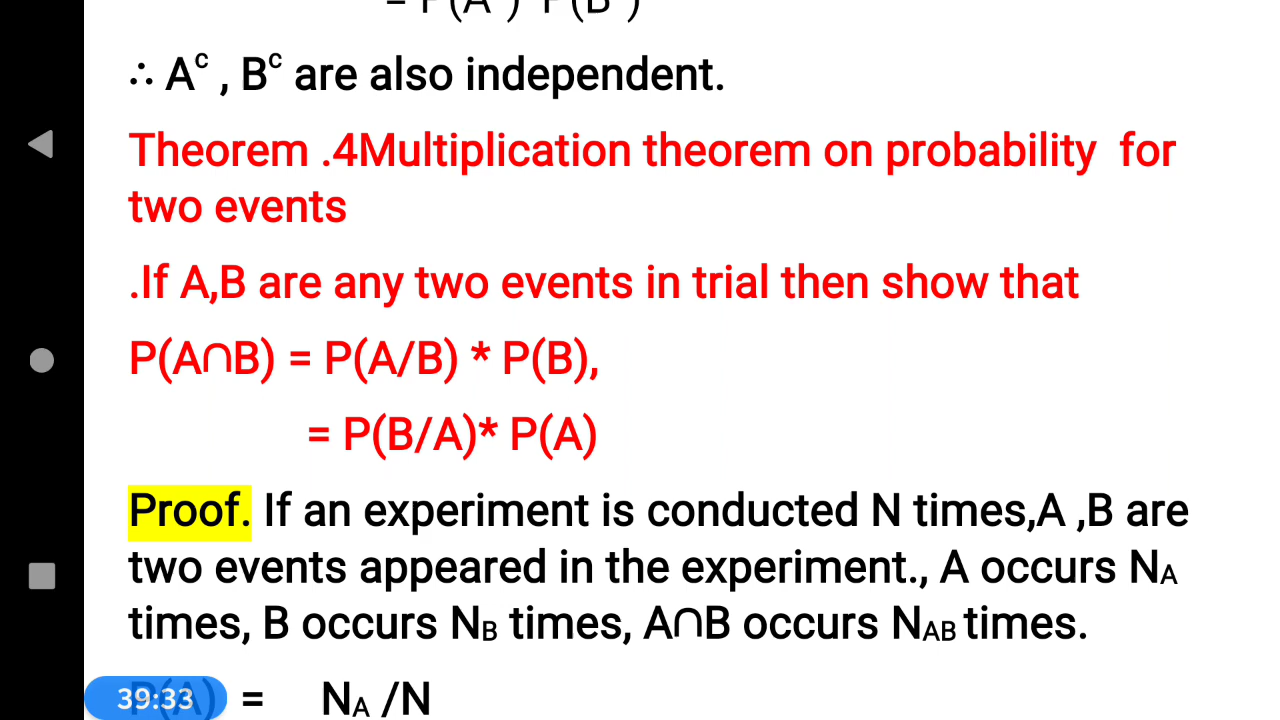 = P(Aᶜ) P(Bᶜ)
∴ Aᶜ , Bᶜ are also independent.
Theorem .4Multiplication theorem on probability for
two events
.If A,B are any two events in trial then show that
P(A∩B) = P(A/B) * P(B),
= P(B/A)* P(A)
Proof. If an experiment is conducted N times,A ,B are
two events appeared in the experiment., A occurs Nᴀ
times, B occurs Nʙ times, A∩B occurs Nᴀʙ times.
P(A) = Nᴀ /N
39:33